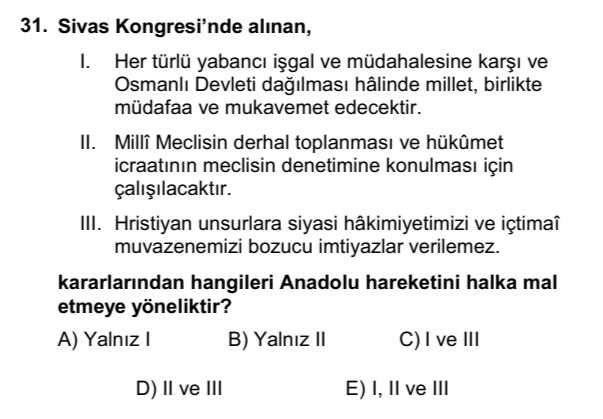 31. Sivas Kongresi’nde alınan,
I. Her türlü yabancı işgal ve müdahalesine karşı ve
Osmanlı Devleti dağılması hâlinde millet, birlikte
müdafaa ve mukavemet edecektir.
II. Millî Meclisin derhal toplanması ve hükûmet
icraatının meclisin denetimine konulması için
çalışılacaktır.
III. Hristiyan unsurlara siyasi hâkimiyetimizi ve içtimaî
muvazenemizi bozucu imtiyazlar verilemez.
kararlarından hangileri Anadolu hareketini halka mal
etmeye yöneliktir?
A) Yalnız I B) Yalnız II C) I ve III
D) II ve III E) I, II ve III